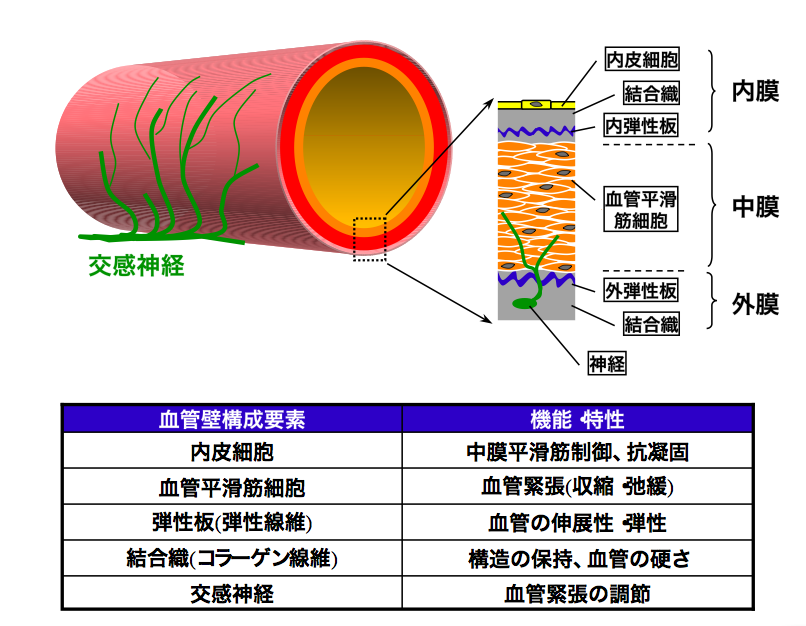 内皮細胞
結合織
内弾性板
内膜
血管平滑
筋細胞
中膜
外弾性板
結合織
外膜
神経
交感神経
血管壁構成要素 機能・特性
内皮細胞 中膜平滑筋制御、抗凝固
血管平滑筋細胞 血管緊張(収縮・弛緩)
弾性板(弾性線維) 血管の伸展性・弾性
結合織(コラーゲン線維) 構造の保持、血管の硬さ
交感神経 血管緊張の調節